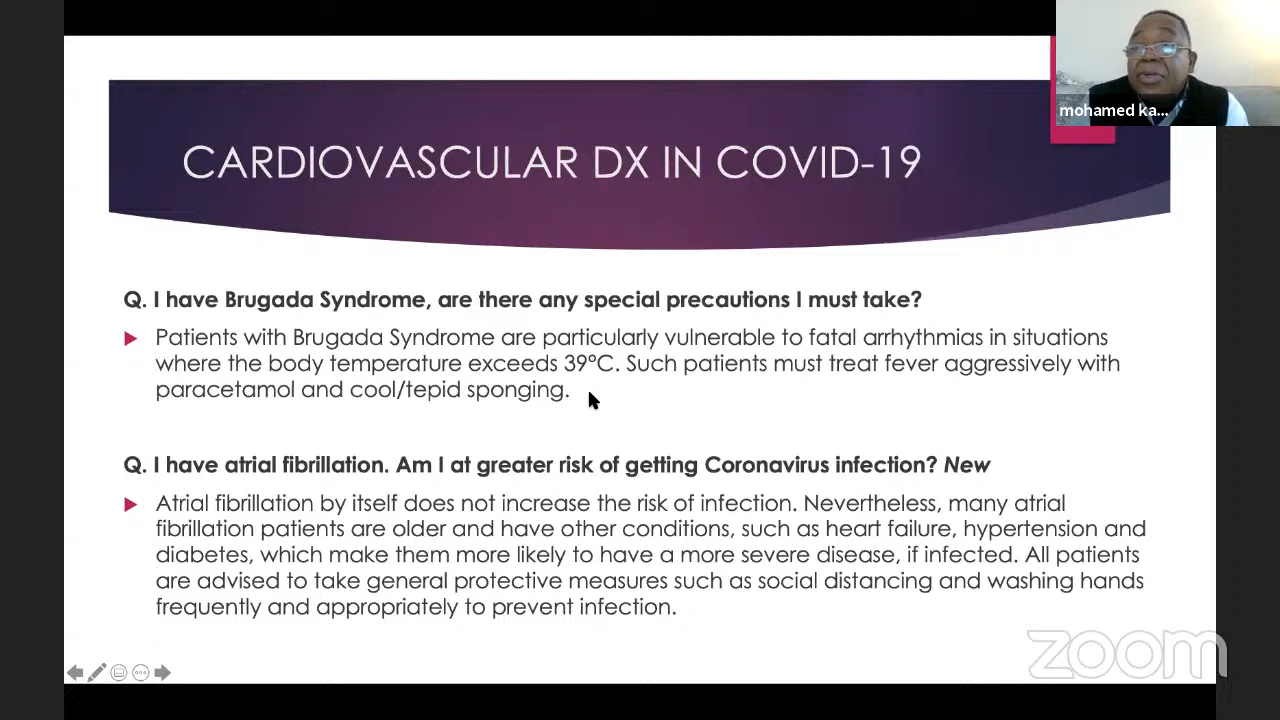 mohamed ka...
CARDIOVASCULAR DX IN COVID-19
Q. I have Brugada Syndrome, are there any special precautions I must take?
Patients with Brugada Syndrome are particularly vulnerable to fatal arrhythmias in situations
where the body temperature exceeds 39°C. Such patients must treat fever aggressively with
paracetamol and cool/tepid sponging.
Q. I have atrial fibrillation. Am I at greater risk of getting Coronavirus infection? New
Atrial fibrillation by itself does not increase the risk of infection. Nevertheless, many atrial
fibrillation patients are older and have other conditions, such as heart failure, hypertension and
diabetes, which make them more likely to have a more severe disease, if infected. All patients
are advised to take general protective measures such as social distancing and washing hands
frequently and appropriately to prevent infection.
zoom